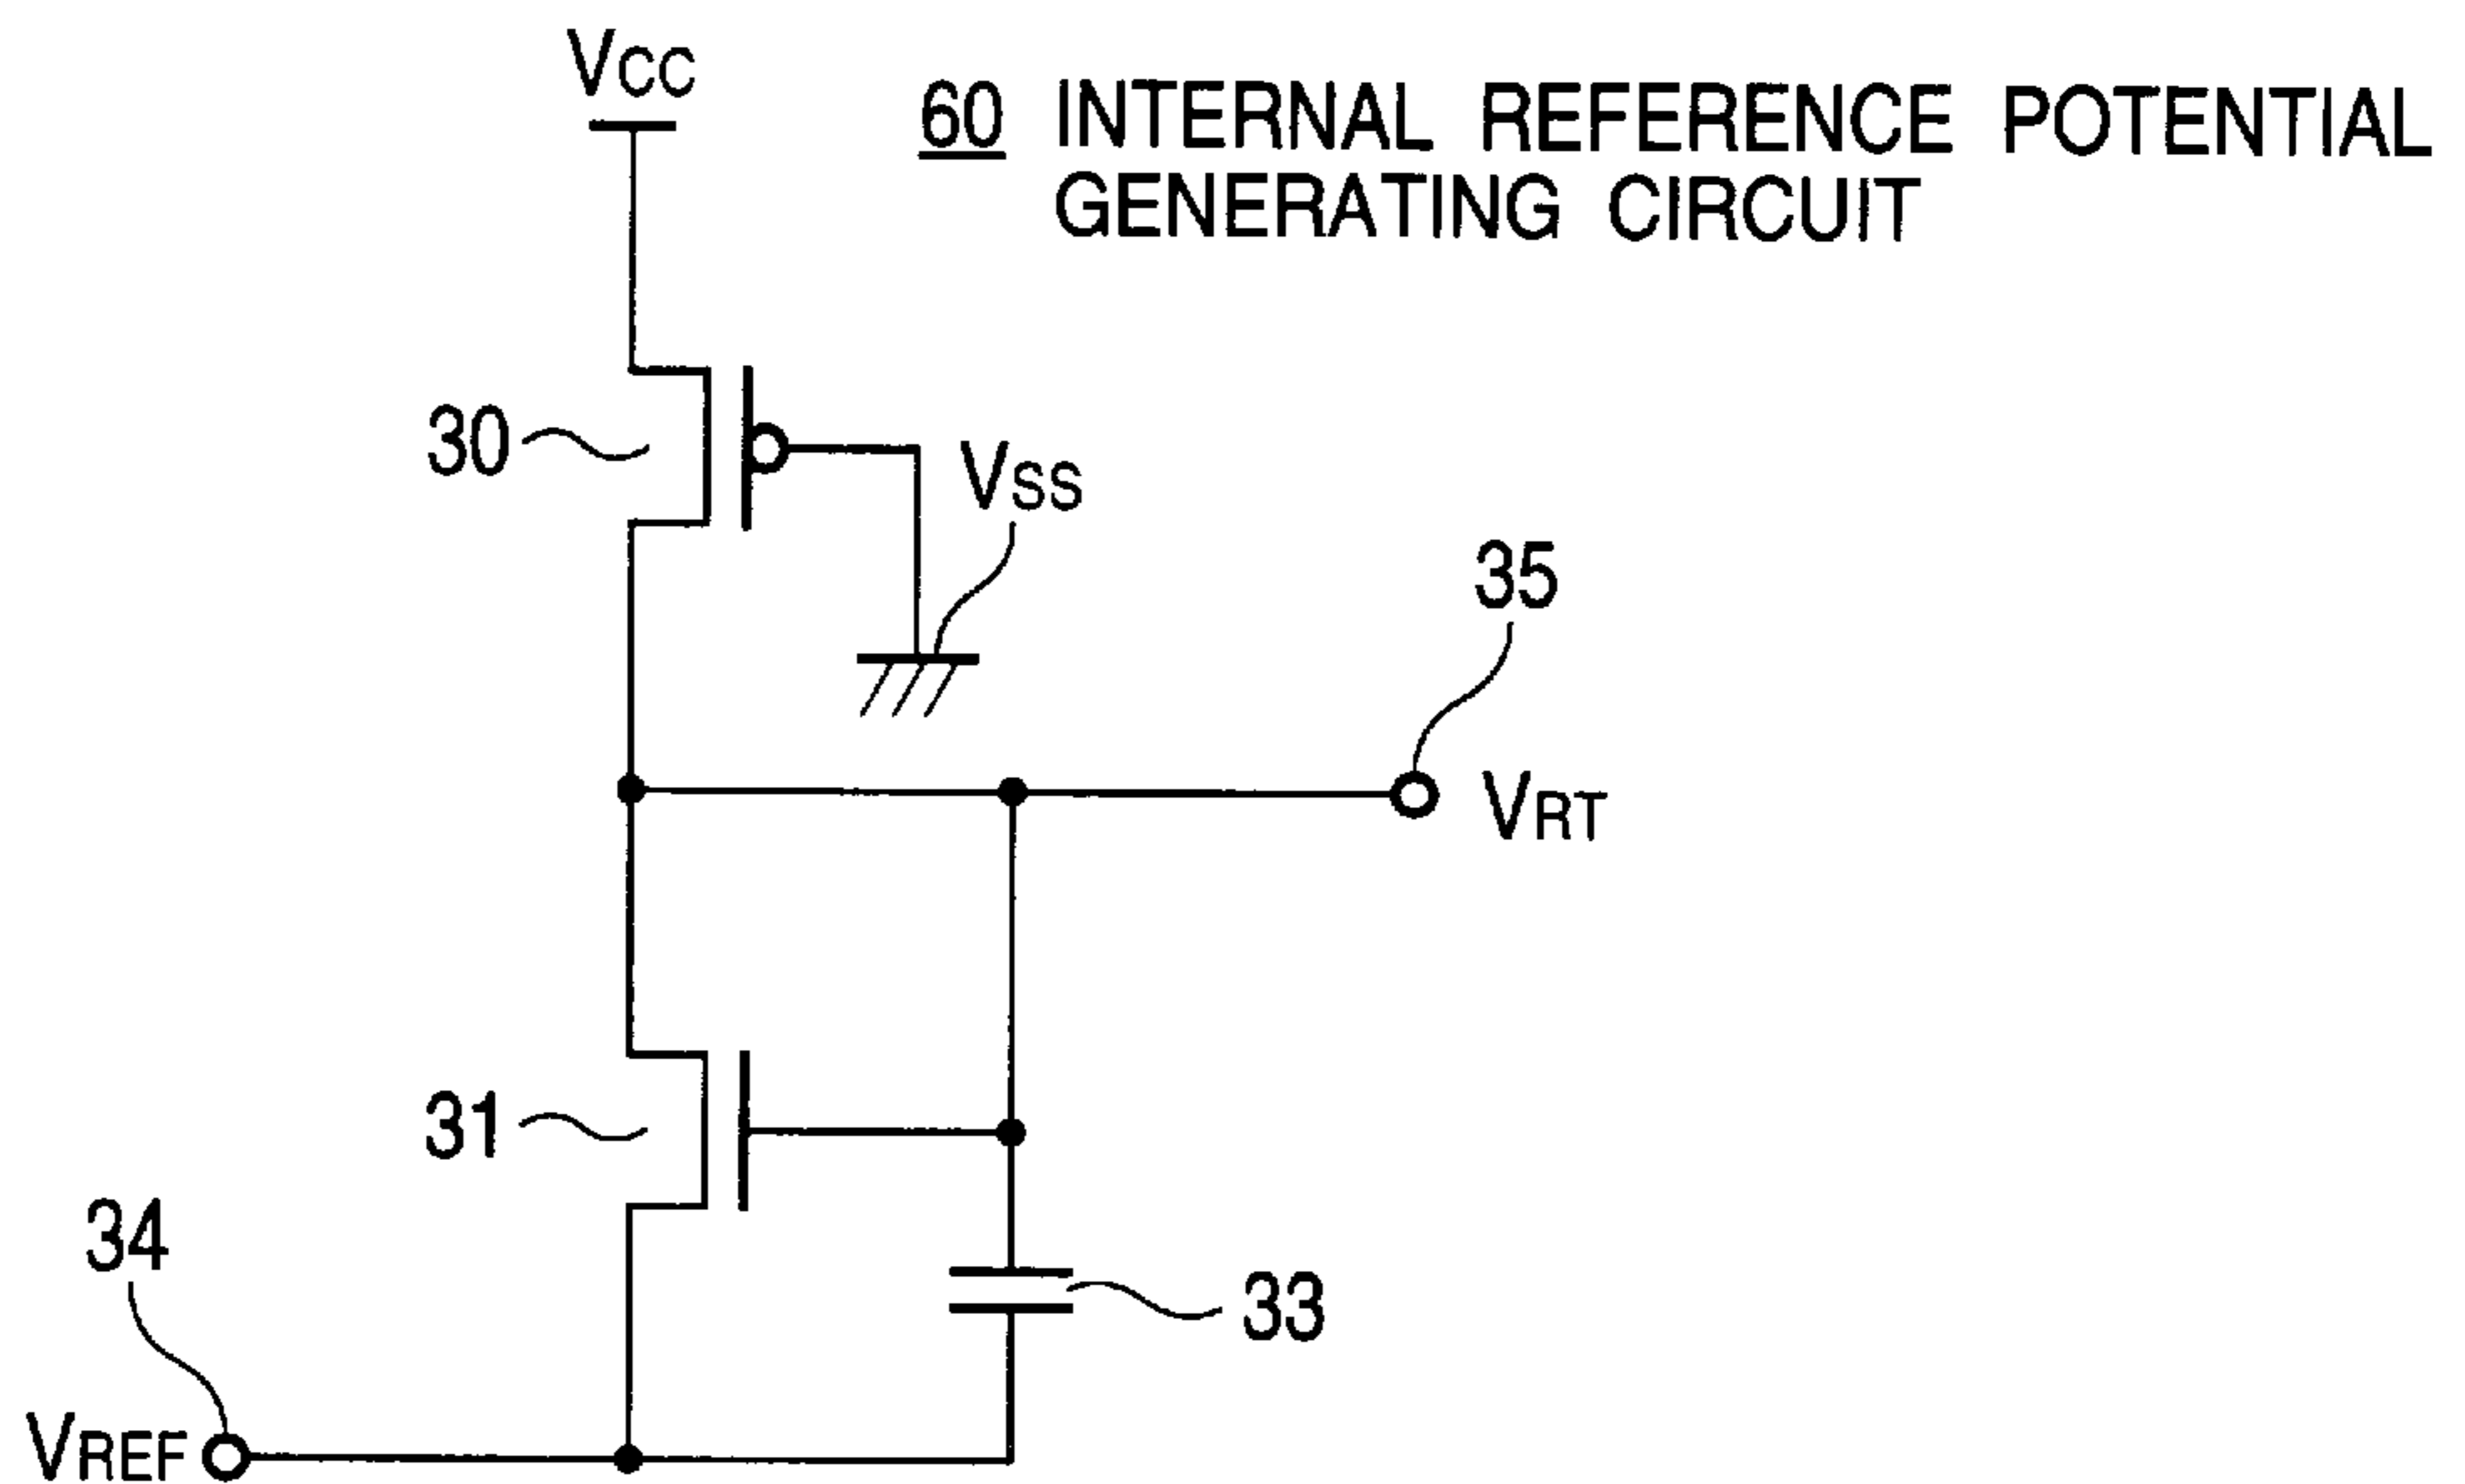 VCC
60 INTERNAL REFERENCE POTENTIAL
GENERATING CIRCUIT
30
VSS
35
VRT
31
34
33
VREF